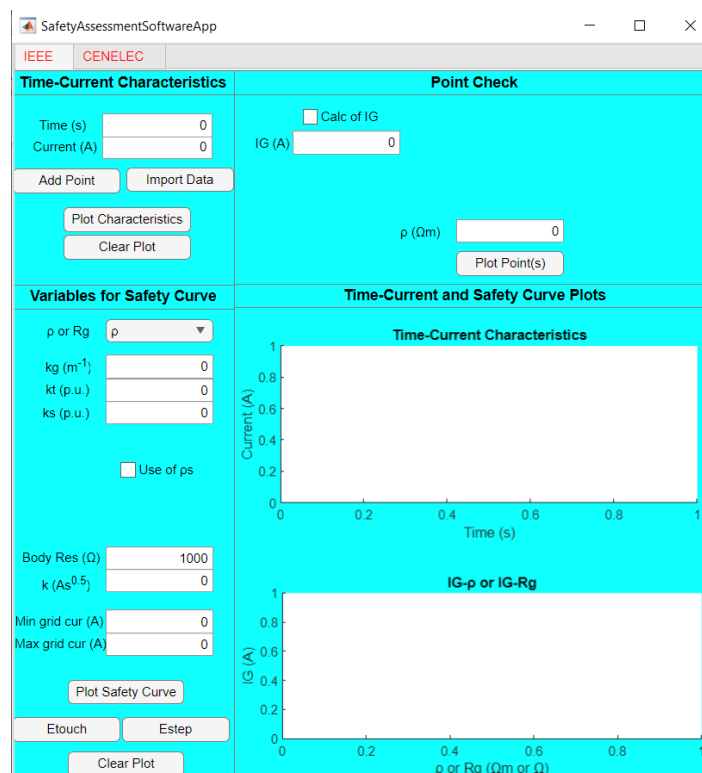 SafetyAssessmentSoftwareApp
IEEE CENELEC
Time-Current Characteristics
Time (s) 0
Current (A) 0
Add Point Import Data
Plot Characteristics
Clear Plot
Point Check
Calc of IG
IG (A) 0
ρ (Ωm) 0
Plot Point(s)
Variables for Safety Curve
ρ or Rg ρ
kg (m⁻¹) 0
kt (p.u.) 0
ks (p.u.) 0
Use of ρs
Body Res (Ω) 1000
k (As⁰·⁵) 0
Min grid cur (A) 0
Max grid cur (A) 0
Plot Safety Curve
Etouch Estep
Clear Plot
Time-Current and Safety Curve Plots
Time-Current Characteristics
Current (A)
1
0.8
0.6
0.4
0.2
0
0 0.2 0.4 0.6 0.8 1
Time (s)
IG-ρ or IG-Rg
IG (A)
1
0.8
0.6
0.4
0.2
0
0 0.2 0.4 0.6 0.8 1
ρ or Rg (Ωm or Ω)